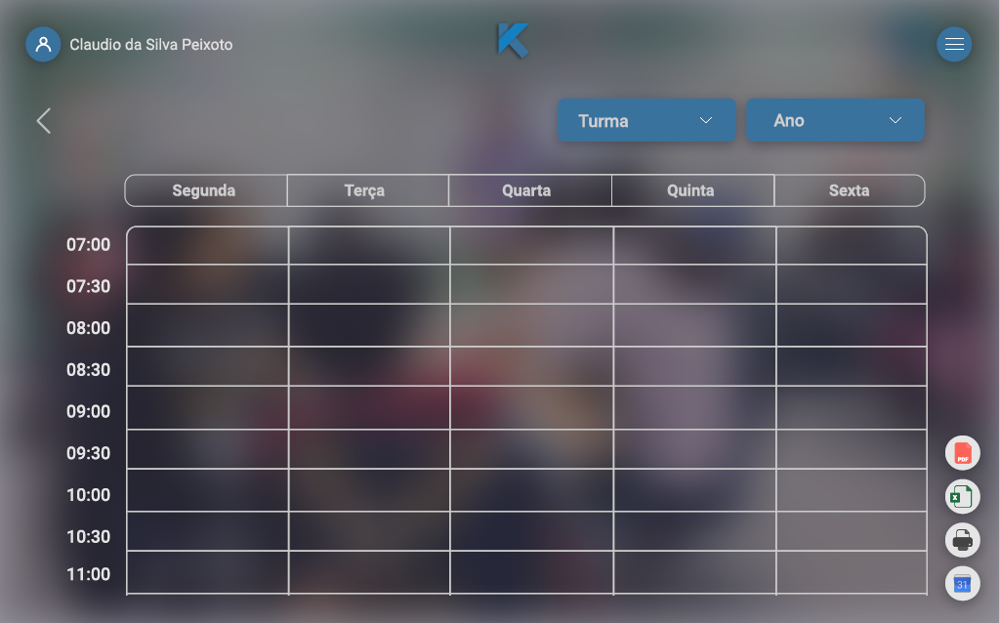 Claudio da Silva Peixoto
K
Turma
Ano
Segunda Terça Quarta Quinta Sexta
07:00
07:30
08:00
08:30
09:00
09:30
10:00
10:30
11:00
PDF
X
31